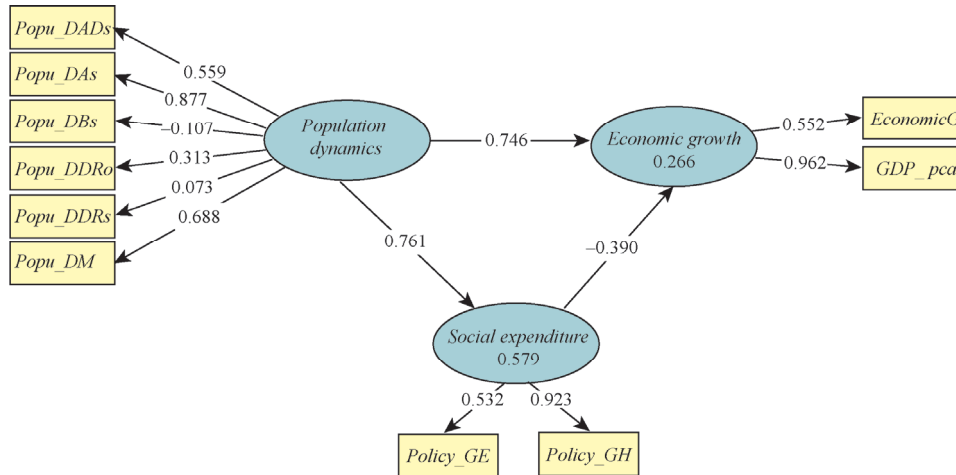 Popu_DADs
Popu_DAs
Popu_DBs
Popu_DDRo
Popu_DDRs
Popu_DM
0.559
0.877
–0.107
0.313
0.073
0.688
Population
dynamics
0.746
0.761
Economic growth
0.266
–0.390
0.552
0.962
EconomicG
GDP_pca
Social expenditure
0.579
0.532
0.923
Policy_GE
Policy_GH